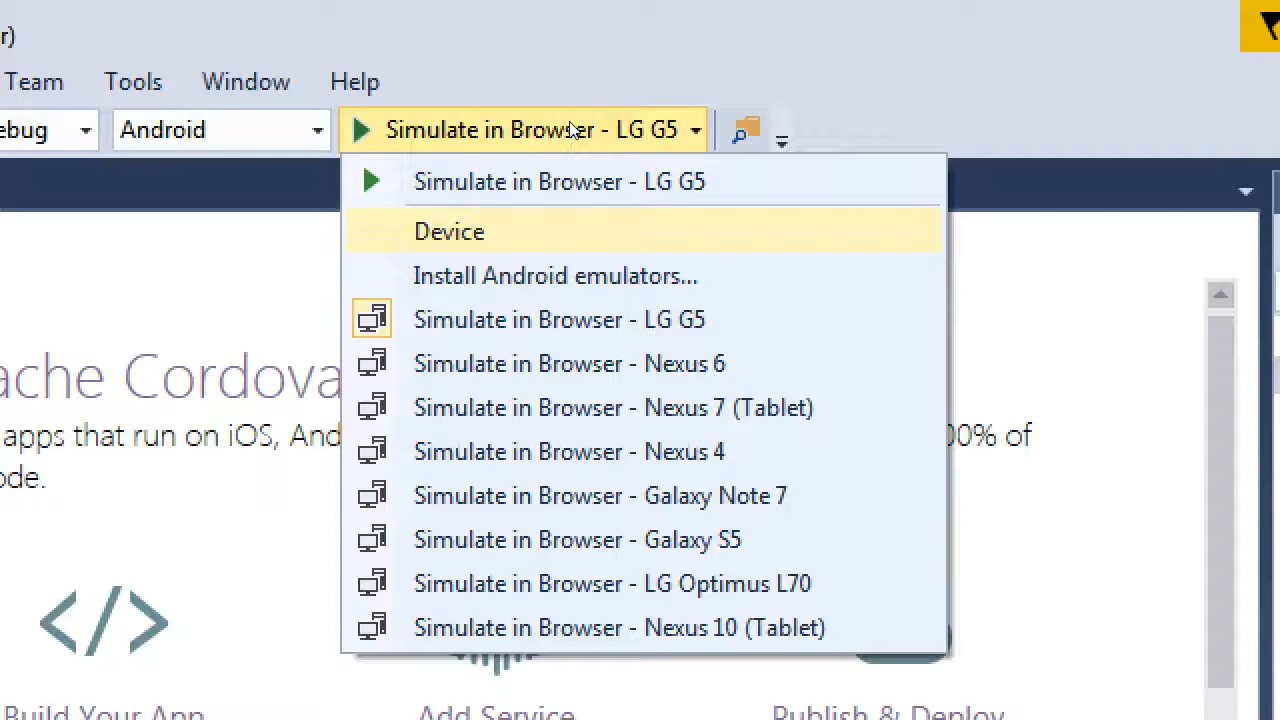 r)
Team Tools Window Help
ebug Android Simulate in Browser - LG G5
Simulate in Browser - LG G5
Device
Install Android emulators...
Simulate in Browser - LG G5
Simulate in Browser - Nexus 6
Simulate in Browser - Nexus 7 (Tablet)
Simulate in Browser - Nexus 4
Simulate in Browser - Galaxy Note 7
Simulate in Browser - Galaxy S5
Simulate in Browser - LG Optimus L70
Simulate in Browser - Nexus 10 (Tablet)
ache Cordova
apps that run on iOS, And 00% of
ode.
Build Your App Add Service Publish & Deploy